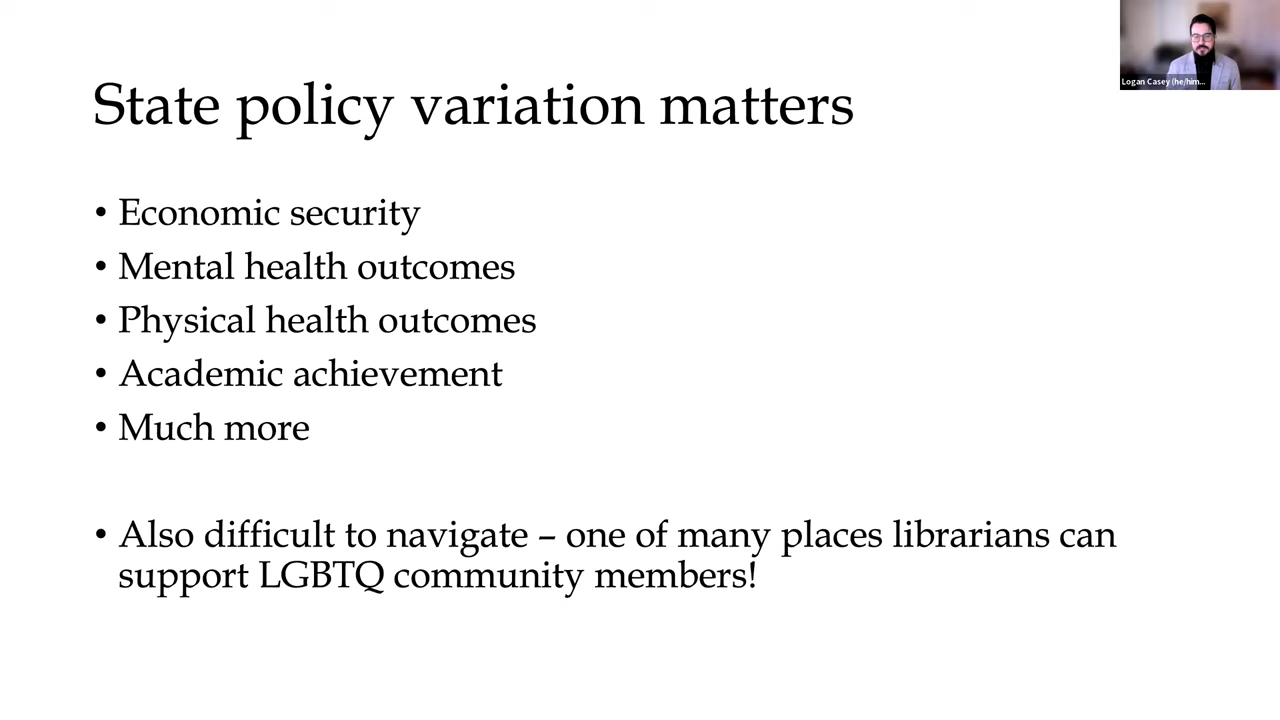 State policy variation matters
• Economic security
• Mental health outcomes
• Physical health outcomes
• Academic achievement
• Much more
• Also difficult to navigate – one of many places librarians can
support LGBTQ community members!
Logan Casey (he/him...